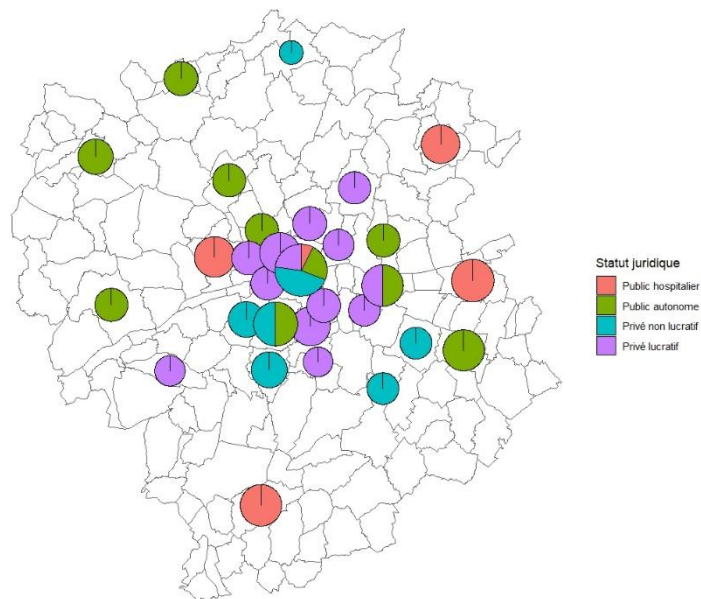 Statut juridique
Public hospitalier
Public autonome
Privé non lucratif
Privé lucratif